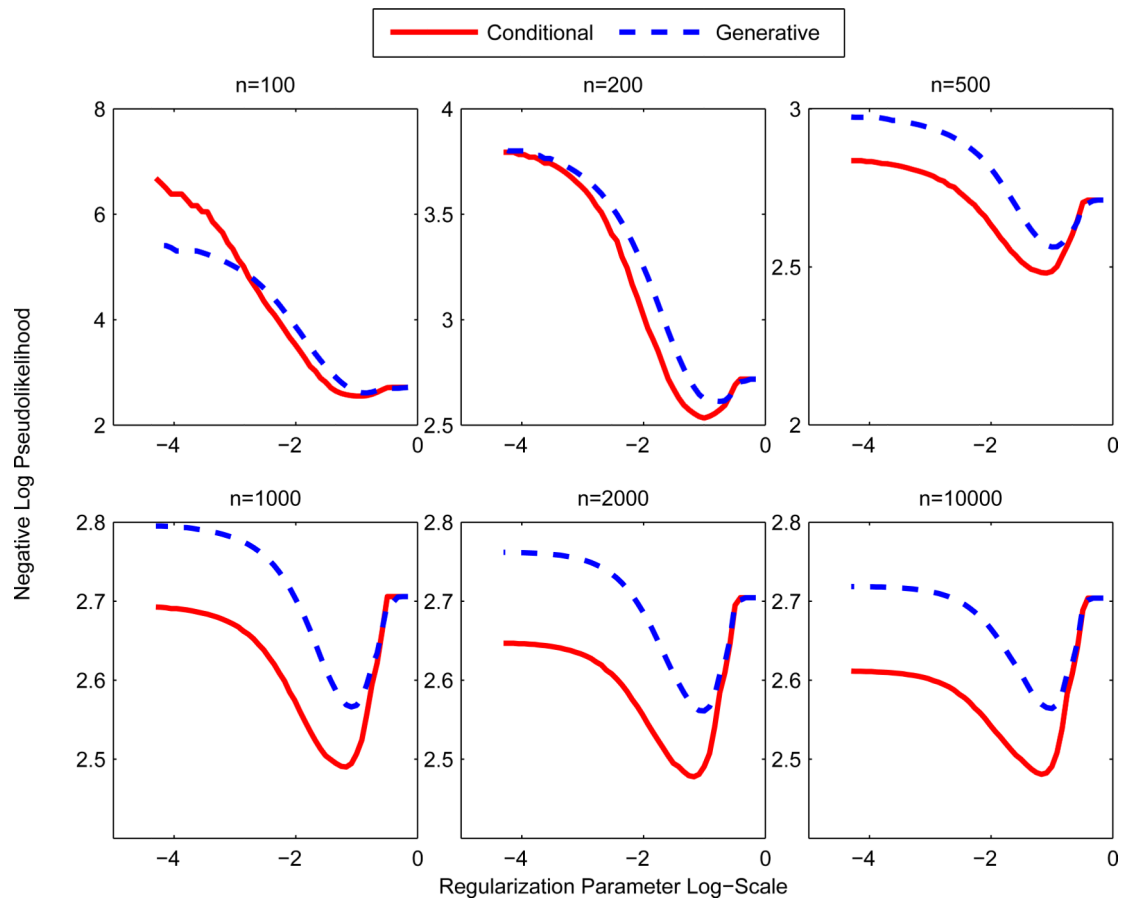 Conditional Generative
n=100 n=200 n=500
8 4 3
6 3.5
4 3 2.5
2 2.5 2
−4 −2 0 −4 −2 0 −4 −2 0
Negative Log Pseudolikelihood
n=1000 n=2000 n=10000
2.8 2.8 2.8
2.7 2.7 2.7
2.6 2.6 2.6
2.5 2.5 2.5
−4 −2 0 −4 −2 0 −4 −2 0
Regularization Parameter Log−Scale